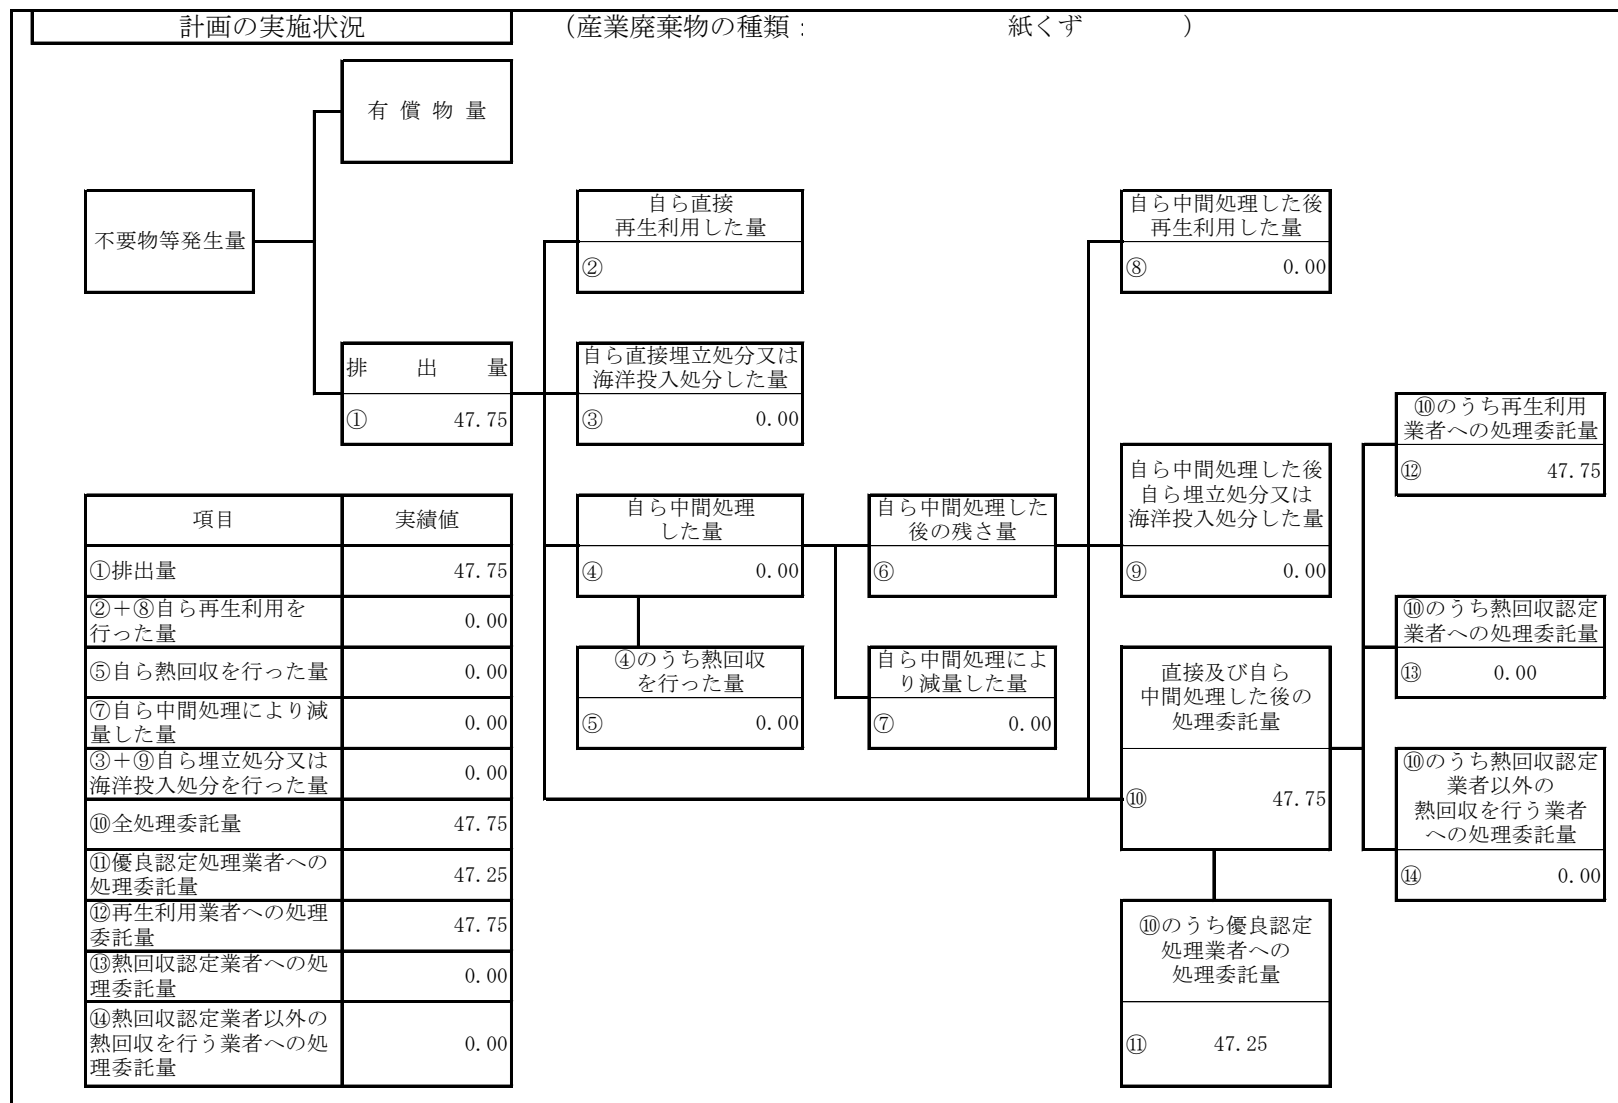 計画の実施状況
（産業廃棄物の種類： 紙くず ）
有 償 物 量
不要物等発生量
自ら直接
再生利用した量
②
自ら中間処理した後
再生利用した量
⑧ 0.00
排 出 量
① 47.75
自ら直接埋立処分又は
海洋投入処分した量
③ 0.00
⑩のうち再生利用
業者への処理委託量
⑫ 47.75
自ら中間処理した後
自ら埋立処分又は
海洋投入処分した量
⑨ 0.00
自ら中間処理
した量
④ 0.00
自ら中間処理した
後の残さ量
⑥
④のうち熱回収
を行った量
⑤ 0.00
自ら中間処理によ
り減量した量
⑦ 0.00
直接及び自ら
中間処理した後の
処理委託量
⑩ 47.75
⑩のうち熱回収認定
業者への処理委託量
⑬ 0.00
⑩のうち熱回収認定
業者以外の
熱回収を行う業者
への処理委託量
⑭ 0.00
⑩のうち優良認定
処理業者への
処理委託量
⑪ 47.25
項目 実績値
①排出量 47.75
②＋⑧自ら再生利用を
行った量 0.00
⑤自ら熱回収を行った量 0.00
⑦自ら中間処理により減
量した量 0.00
③＋⑨自ら埋立処分又は
海洋投入処分を行った量 0.00
⑩全処理委託量 47.75
⑪優良認定処理業者への
処理委託量 47.25
⑫再生利用業者への処理
委託量 47.75
⑬熱回収認定業者への処
理委託量 0.00
⑭熱回収認定業者以外の
熱回収を行う業者への処
理委託量 0.00